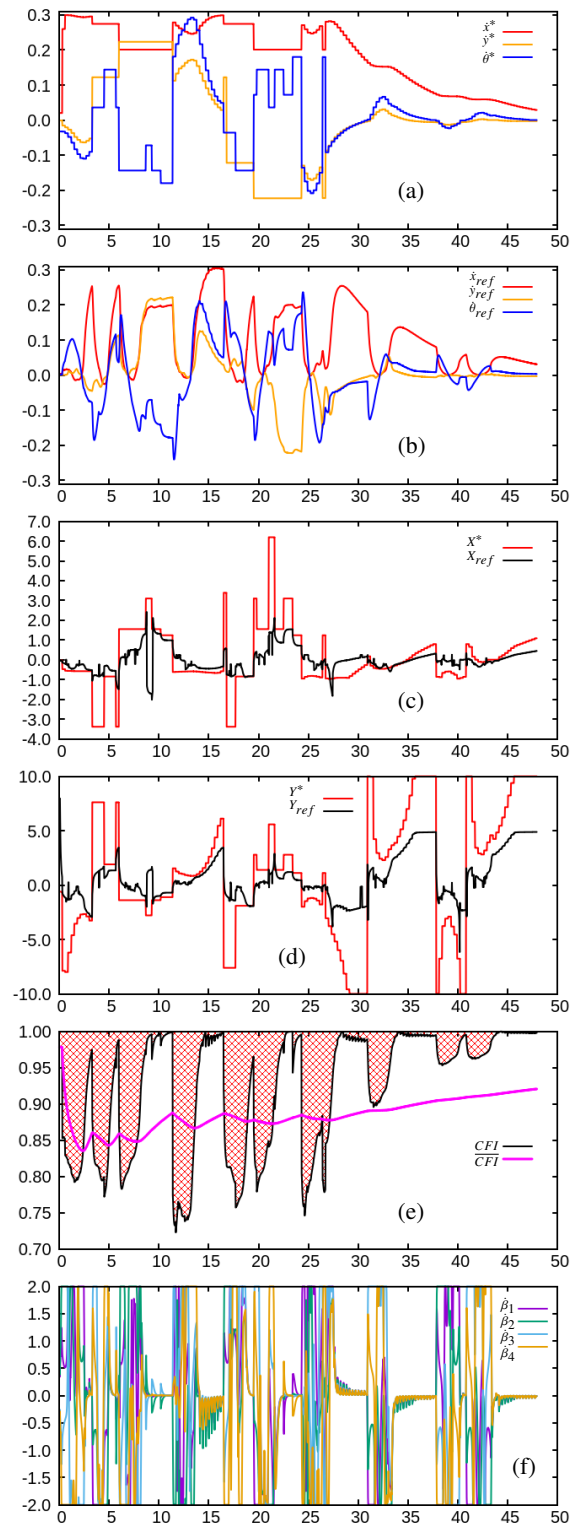 0.3
0.2
0.1
0.0
-0.1
-0.2
-0.3
ẋ*
ẏ*
θ̇*
(a)
0 5 10 15 20 25 30 35 40 45 50
0.3
0.2
0.1
0.0
-0.1
-0.2
-0.3
ẋref
ẏref
θ̇ref
(b)
0 5 10 15 20 25 30 35 40 45 50
7.0
6.0
5.0
4.0
3.0
2.0
1.0
0.0
-1.0
-2.0
-3.0
-4.0
X*
Xref
(c)
0 5 10 15 20 25 30 35 40 45 50
10.0
5.0
0.0
-5.0
-10.0
Y*
Yref
(d)
0 5 10 15 20 25 30 35 40 45 50
1.00
0.95
0.90
0.85
0.80
0.75
0.70
CFI
C̅F̅I̅
(e)
0 5 10 15 20 25 30 35 40 45 50
2.0
1.5
1.0
0.5
0.0
-0.5
-1.0
-1.5
-2.0
β̇1
β̇2
β̇3
β̇4
(f)
0 5 10 15 20 25 30 35 40 45 50